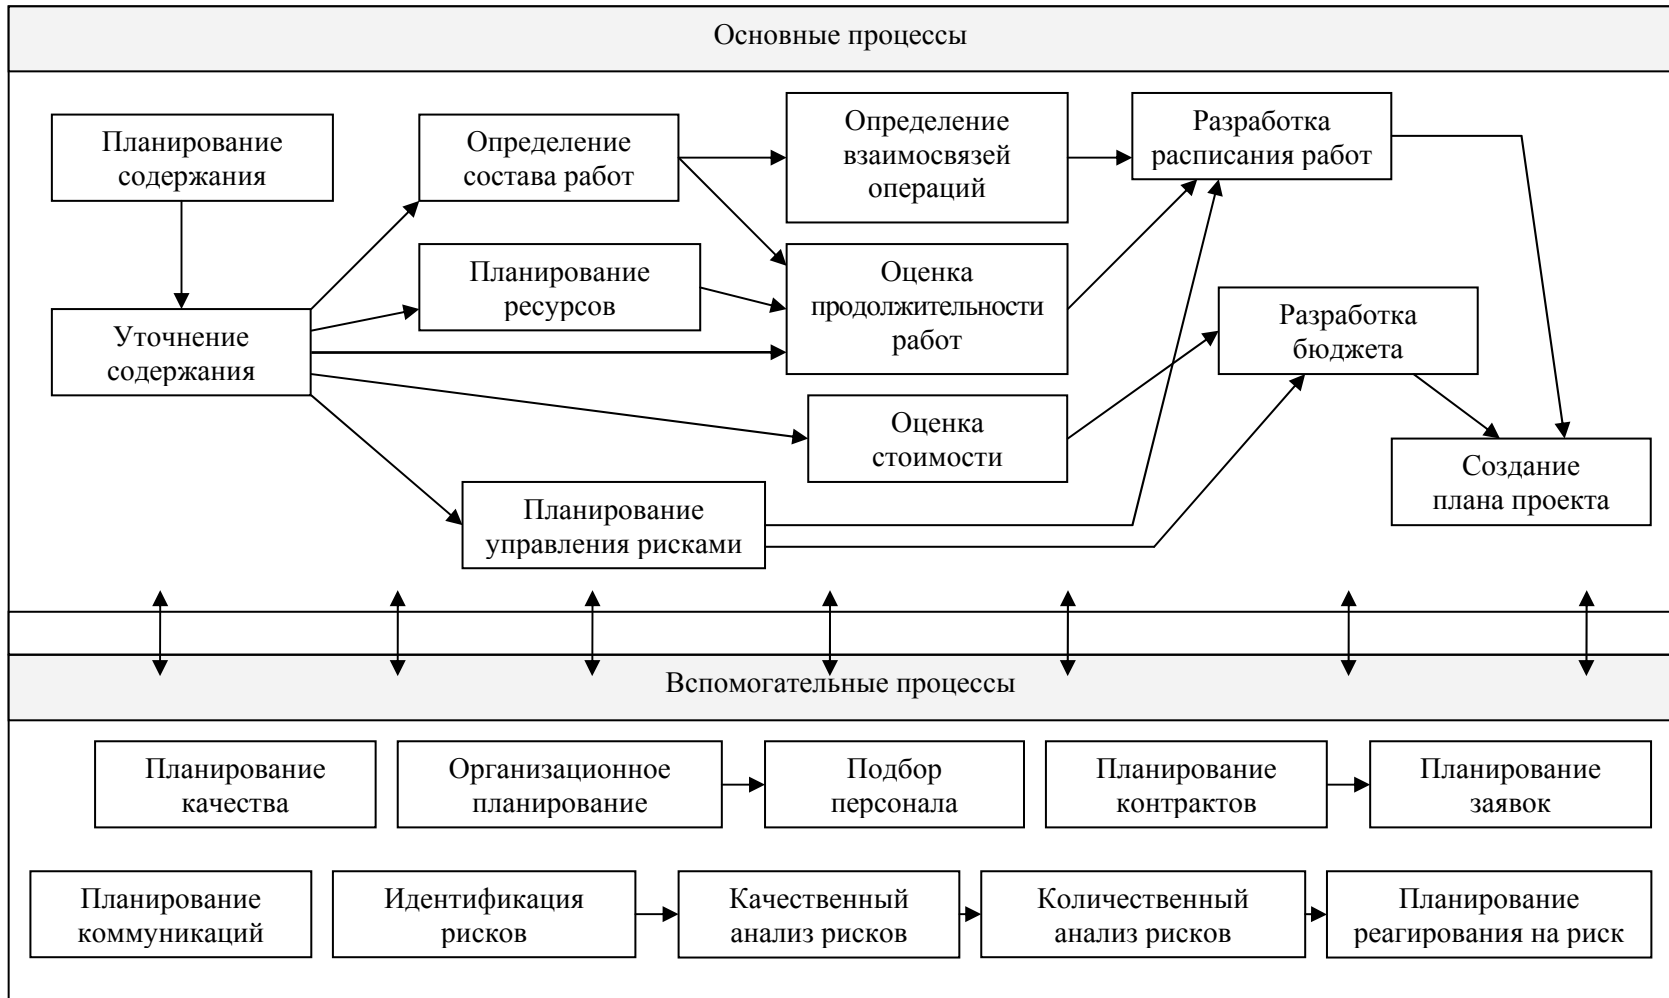 Основные процессы
Планирование
содержания
Определение
состава работ
Определение
взаимосвязей
операций
Разработка
расписания работ
Уточнение
содержания
Планирование
ресурсов
Оценка
продолжительности
работ
Разработка
бюджета
Оценка
стоимости
Создание
плана проекта
Планирование
управления рисками
Вспомогательные процессы
Планирование
качества
Организационное
планирование
Подбор
персонала
Планирование
контрактов
Планирование
заявок
Планирование
коммуникаций
Идентификация
рисков
Качественный
анализ рисков
Количественный
анализ рисков
Планирование
реагирования на риск